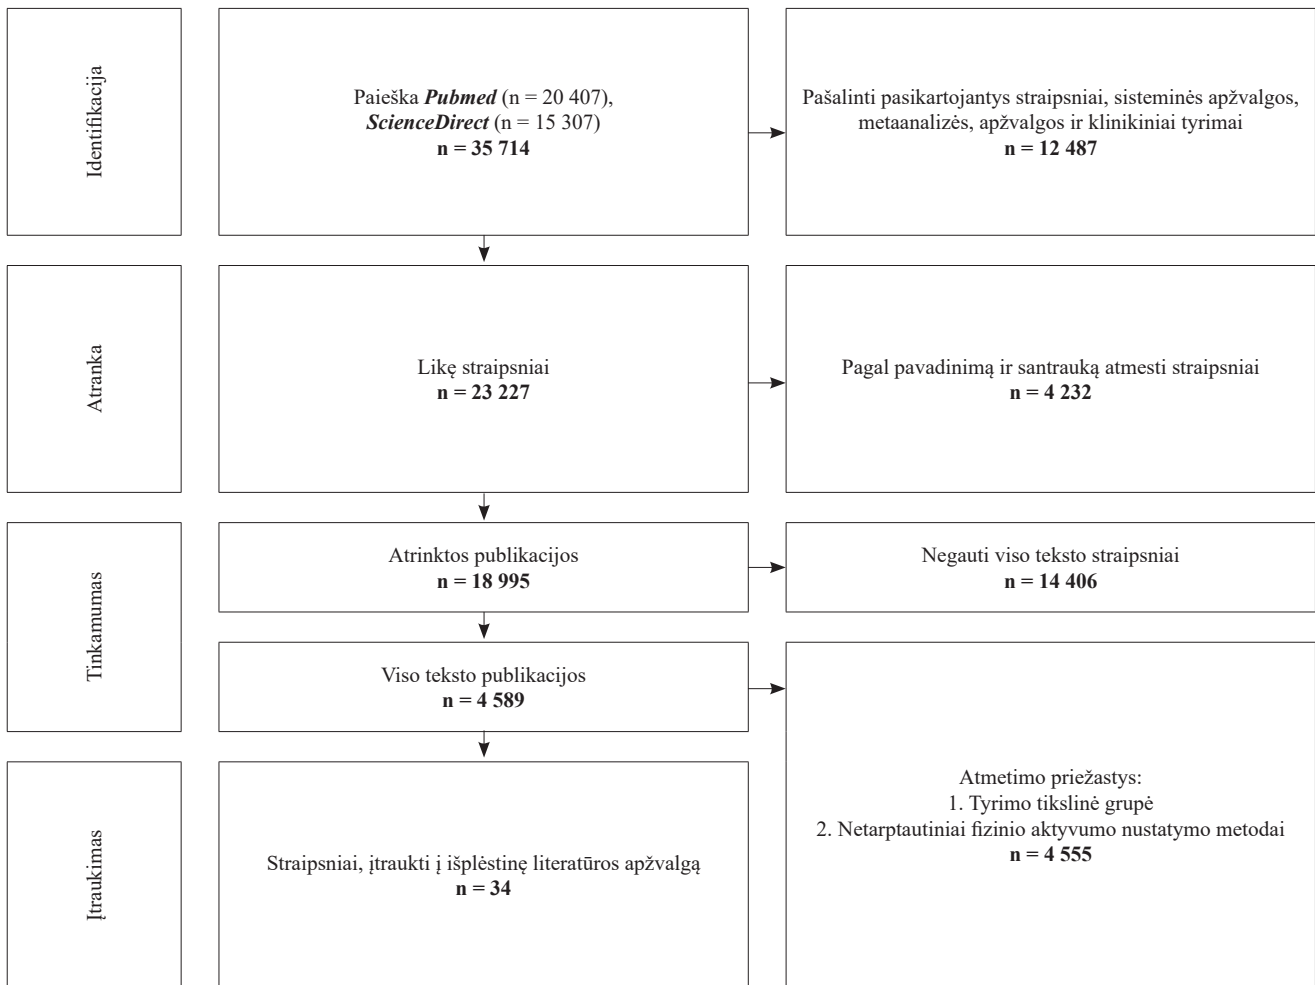 Identifikacija
Paieška Pubmed (n = 20 407),
ScienceDirect (n = 15 307)
n = 35 714
Pašalinti pasikartojantys straipsniai, sisteminės apžvalgos,
metaanalizės, apžvalgos ir klinikiniai tyrimai
n = 12 487
Atranka
Likę straipsniai
n = 23 227
Pagal pavadinimą ir santrauką atmesti straipsniai
n = 4 232
Tinkamumas
Atrinktos publikacijos
n = 18 995
Negauti viso teksto straipsniai
n = 14 406
Viso teksto publikacijos
n = 4 589
Atmetimo priežastys:
1. Tyrimo tikslinė grupė
2. Netarptautiniai fizinio aktyvumo nustatymo metodai
n = 4 555
Įtraukimas
Straipsniai, įtraukti į išplėstinę literatūros apžvalgą
n = 34